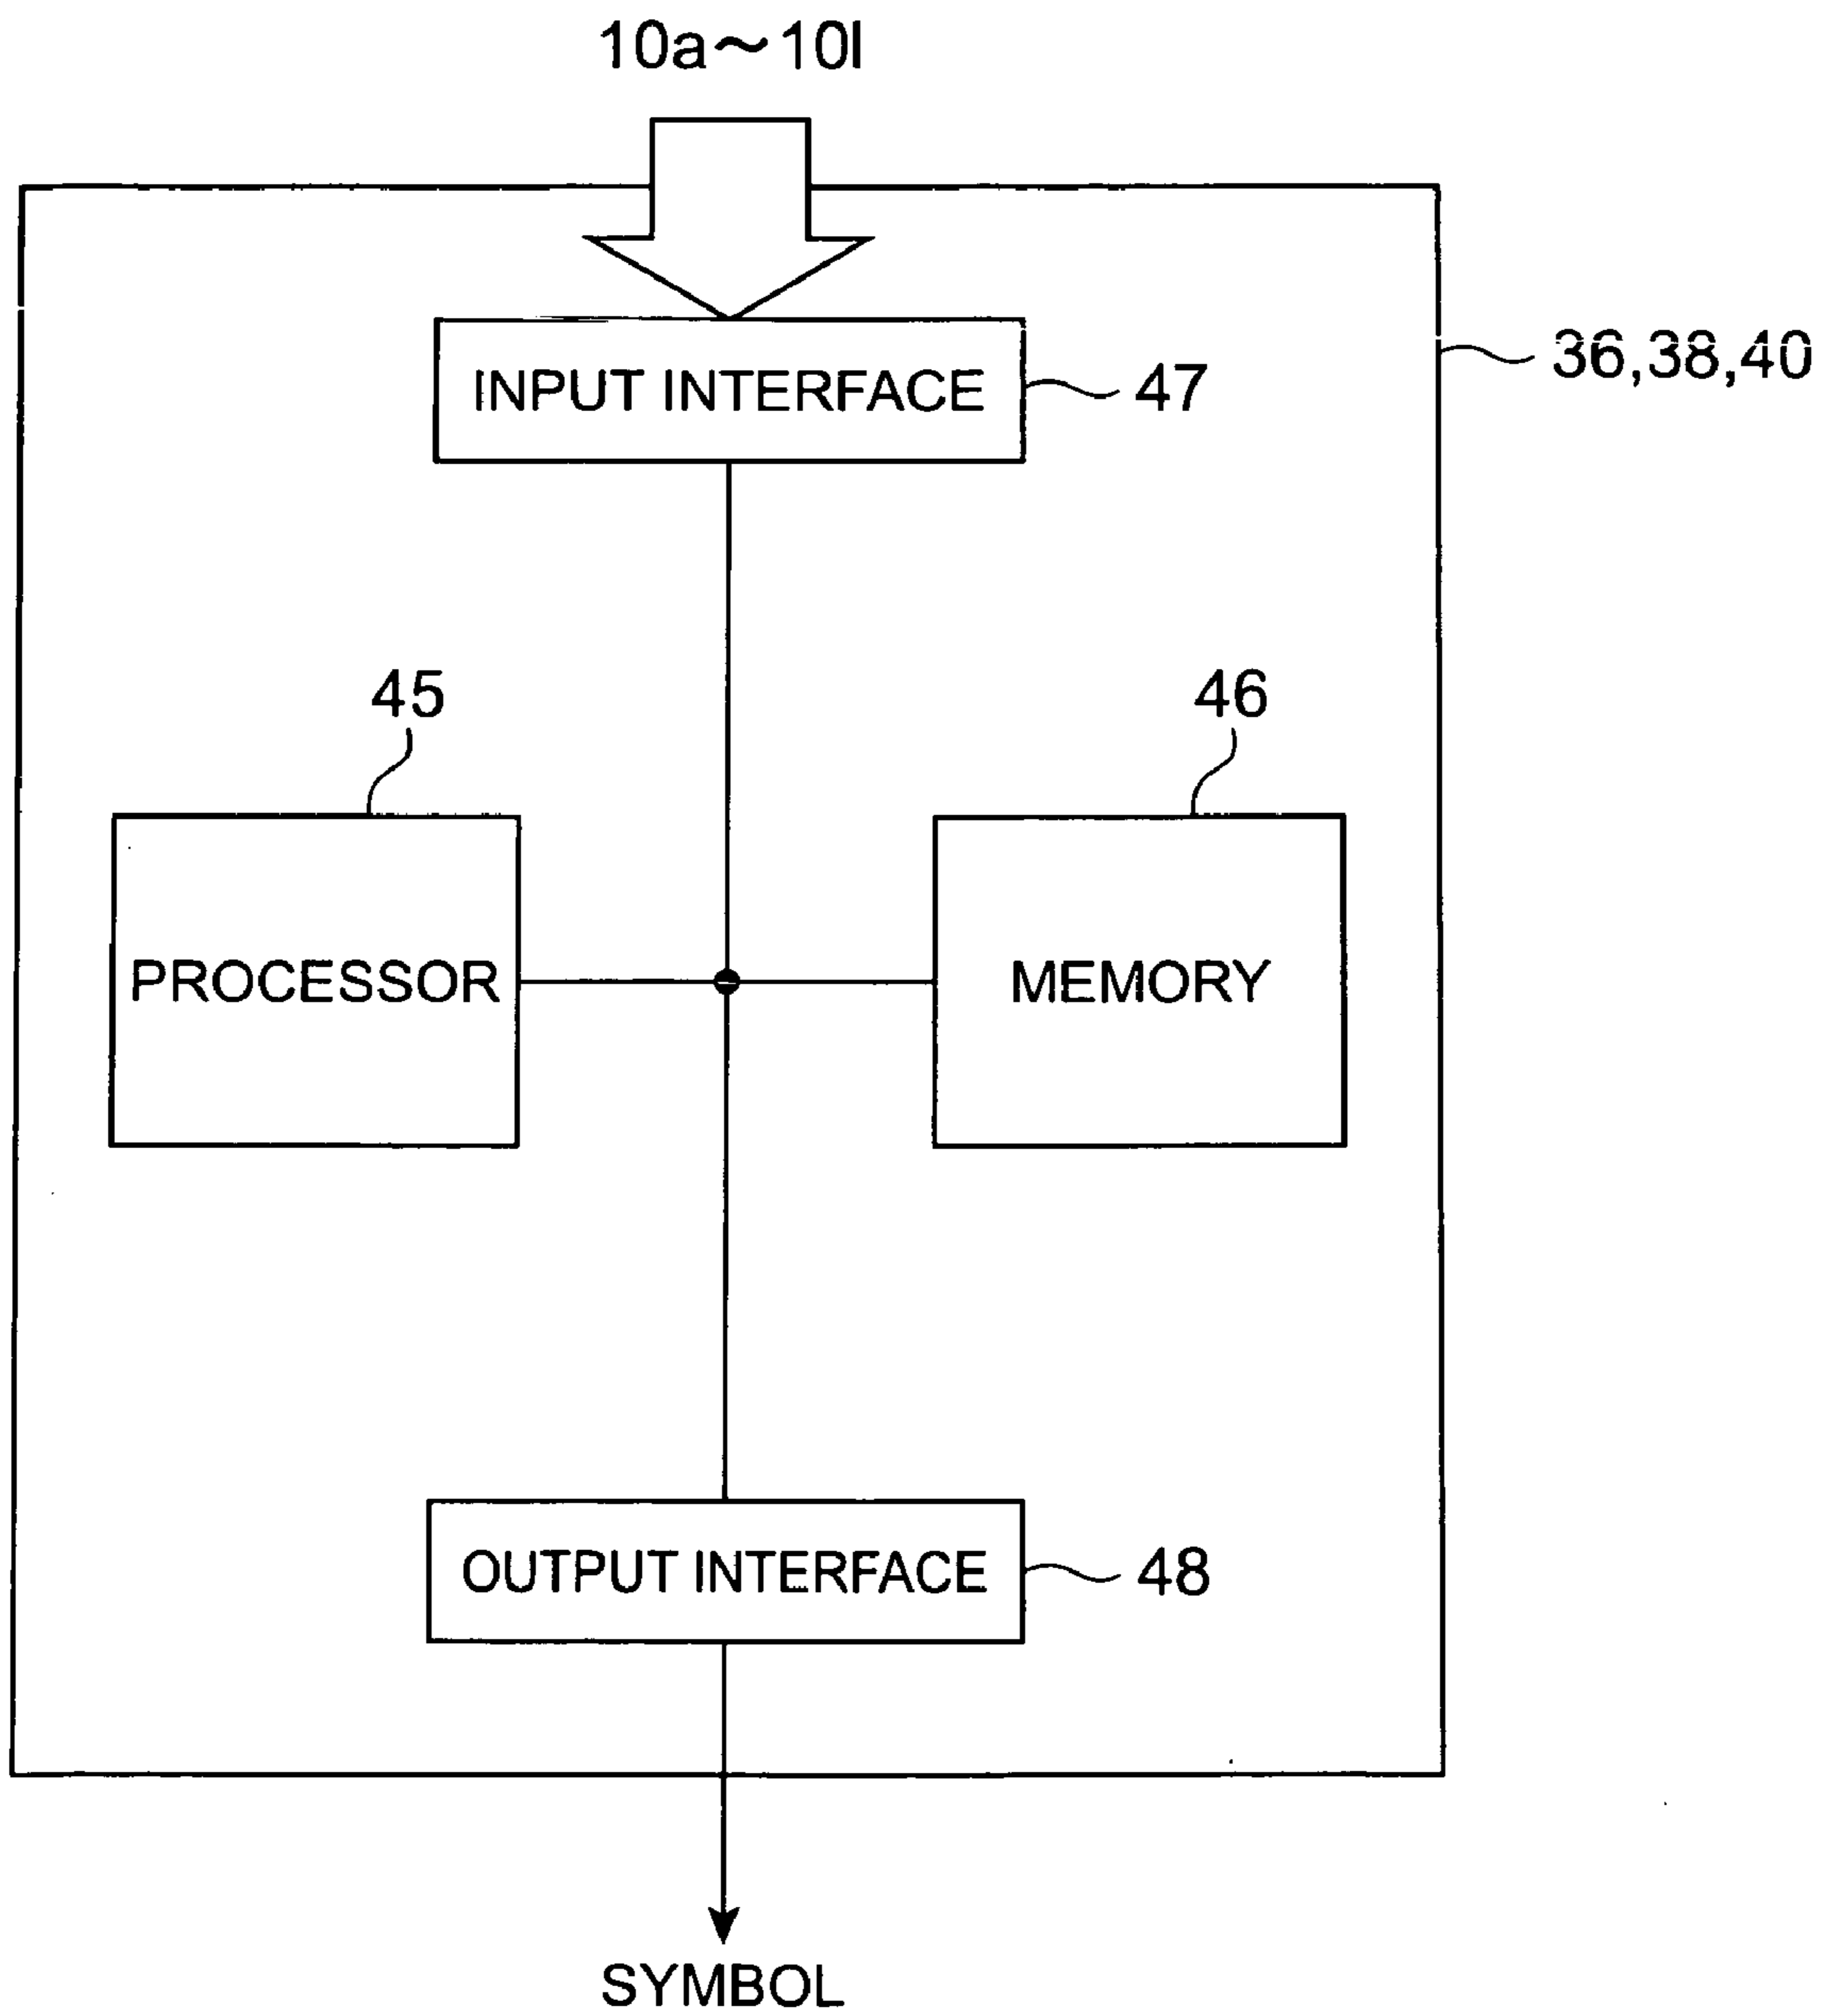 10a～10l
36,38,40
INPUT INTERFACE
47
45
46
PROCESSOR
MEMORY
OUTPUT INTERFACE
48
SYMBOL